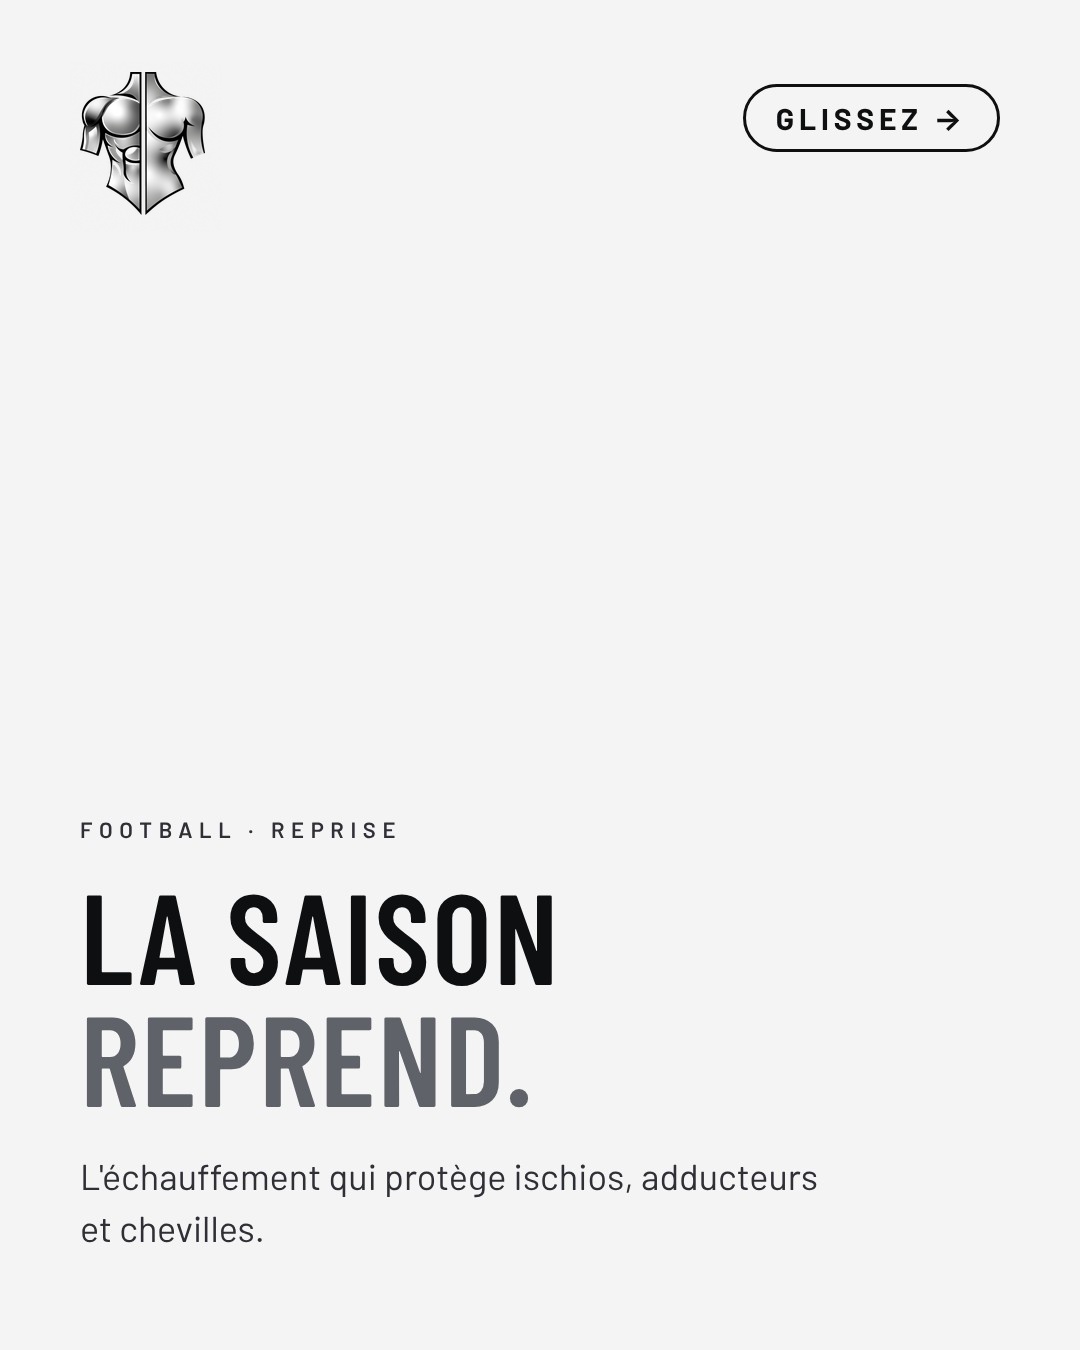 GLISSEZ →
FOOTBALL · REPRISE
LA SAISON
REPREND.
L'échauffement qui protège ischios, adducteurs
et chevilles.